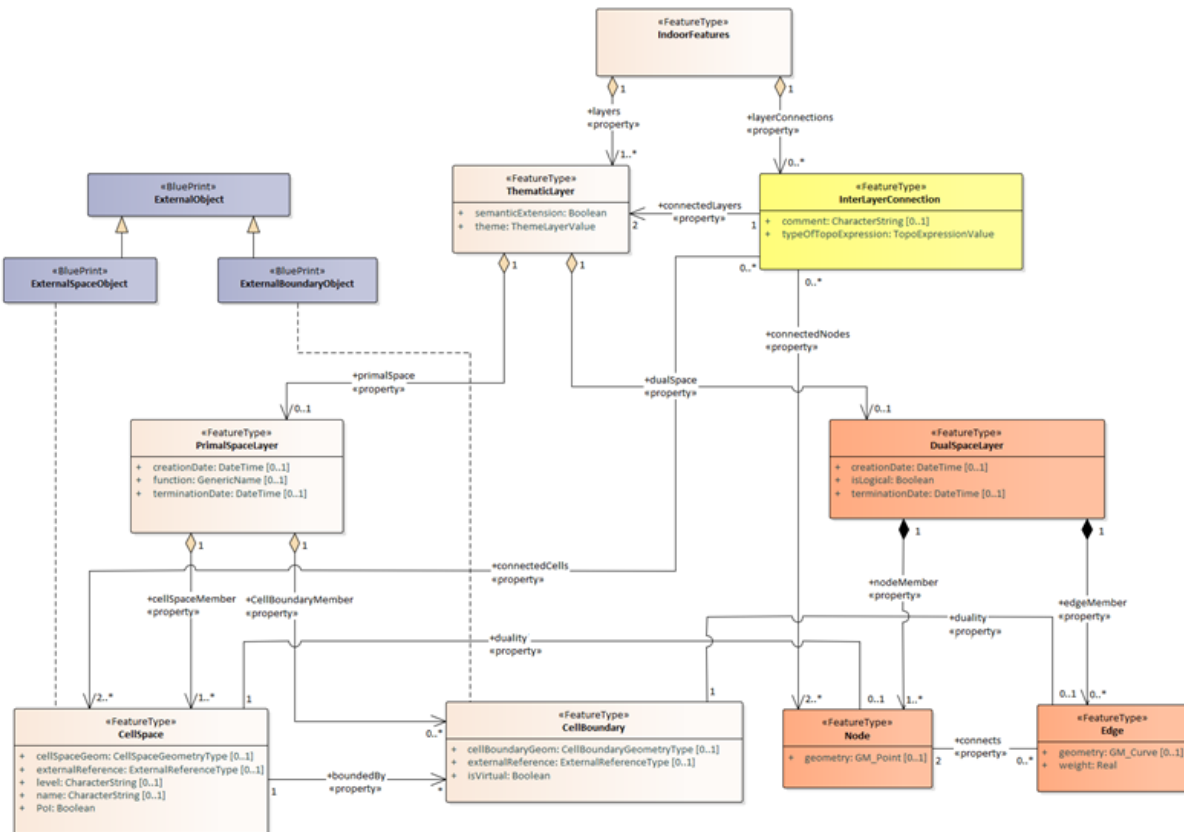 «FeatureType»
IndoorFeatures
1
1
+layers
«property»
+layerConnections
«property»
1..*
0..*
«BluePrint»
ExternalObject
«FeatureType»
ThematicLayer
+ semanticExtension: Boolean
+ theme: ThemeLayerValue
+connectedLayers
«property»
2
1
«FeatureType»
InterLayerConnection
+ comment: CharacterString [0..1]
+ typeOfTopoExpression: TopoExpressionValue
«BluePrint»
ExternalSpaceObject
«BluePrint»
ExternalBoundaryObject
1
1
0..*
0..*
+connectedNodes
«property»
+primalSpace
«property»
+dualSpace
«property»
0..1
0..1
«FeatureType»
PrimalSpaceLayer
+ creationDate: DateTime [0..1]
+ function: GenericName [0..1]
+ terminationDate: DateTime [0..1]
«FeatureType»
DualSpaceLayer
+ creationDate: DateTime [0..1]
+ isLogical: Boolean
+ terminationDate: DateTime [0..1]
1
1
1
1
+connectedCells
«property»
+nodeMember
«property»
+cellSpaceMember
«property»
+CellBoundaryMember
«property»
+edgeMember
«property»
+duality
«property»
+duality
«property»
2..*
1..*
1
0..*
1
2..*
0..1
1..*
0..1
0..*
«FeatureType»
CellSpace
+ cellSpaceGeom: CellSpaceGeometryType [0..1]
+ externalReference: ExternalReferenceType [0..1]
+ level: CharacterString [0..1]
+ name: CharacterString [0..1]
+ PoI: Boolean
+boundedBy
«property»
1
*
«FeatureType»
CellBoundary
+ cellBoundaryGeom: CellBoundaryGeometryType [0..1]
+ externalReference: ExternalReferenceType [0..1]
+ isVirtual: Boolean
«FeatureType»
Node
+ geometry: GM_Point [0..1]
+connects
«property»
2
0..*
«FeatureType»
Edge
+ geometry: GM_Curve [0..1]
+ weight: Real